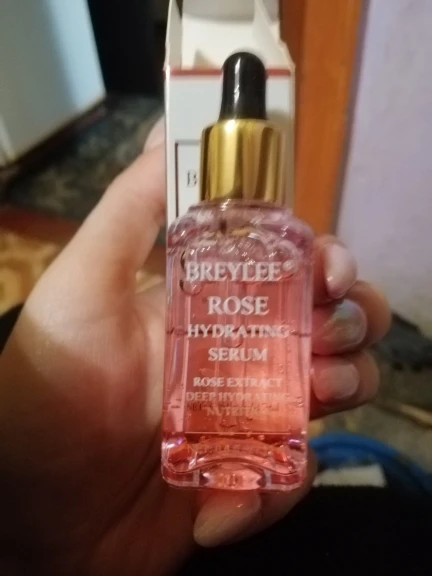 BREYLEE®
ROSE
HYDRATING
SERUM
ROSE EXTRACT
DEEP HYDRATING
B